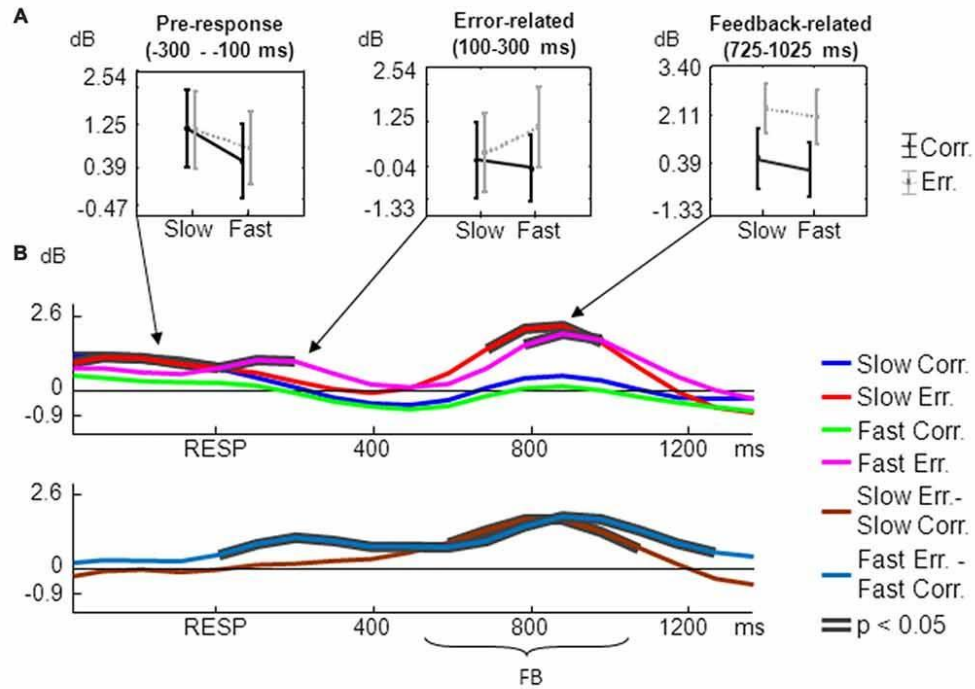 A
Pre-response
(-300 - -100 ms)
dB
2.54
1.25
0.39
-0.47
Slow Fast
Error-related
(100-300 ms)
dB
2.54
1.25
-0.04
-1.33
Slow Fast
Feedback-related
(725-1025 ms)
dB
3.40
2.11
0.39
-1.33
Slow Fast
Corr.
Err.
B
dB
2.6
0
-0.9
RESP 400 800 1200 ms
2.6
0
-0.9
RESP 400 800 1200 ms
FB
Slow Corr.
Slow Err.
Fast Corr.
Fast Err.
Slow Err.-
Slow Corr.
Fast Err. -
Fast Corr.
p < 0.05